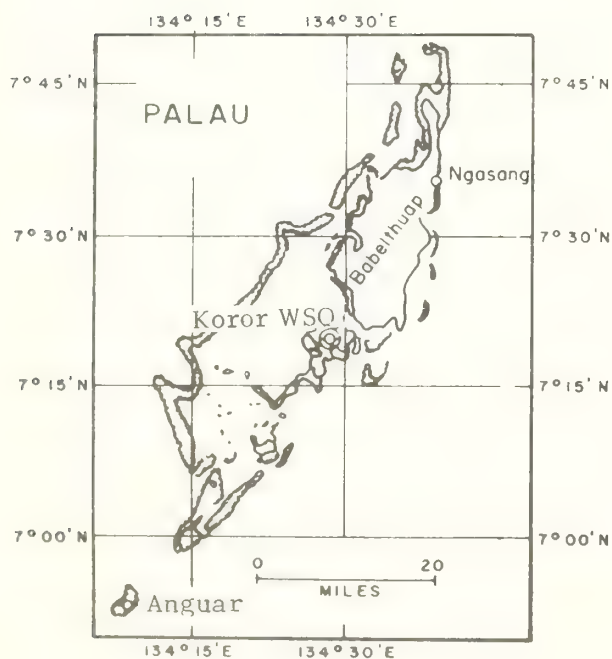 134° 15' E 134° 30' E
7° 45' N 7° 45' N
PALAU
Ngasang
Babelthuap
7° 30' N 7° 30' N
Koror WSO
7° 15' N 7° 15' N
7° 00' N 7° 00' N
0 20
MILES
Anguar
134° 15' E 134° 30' E